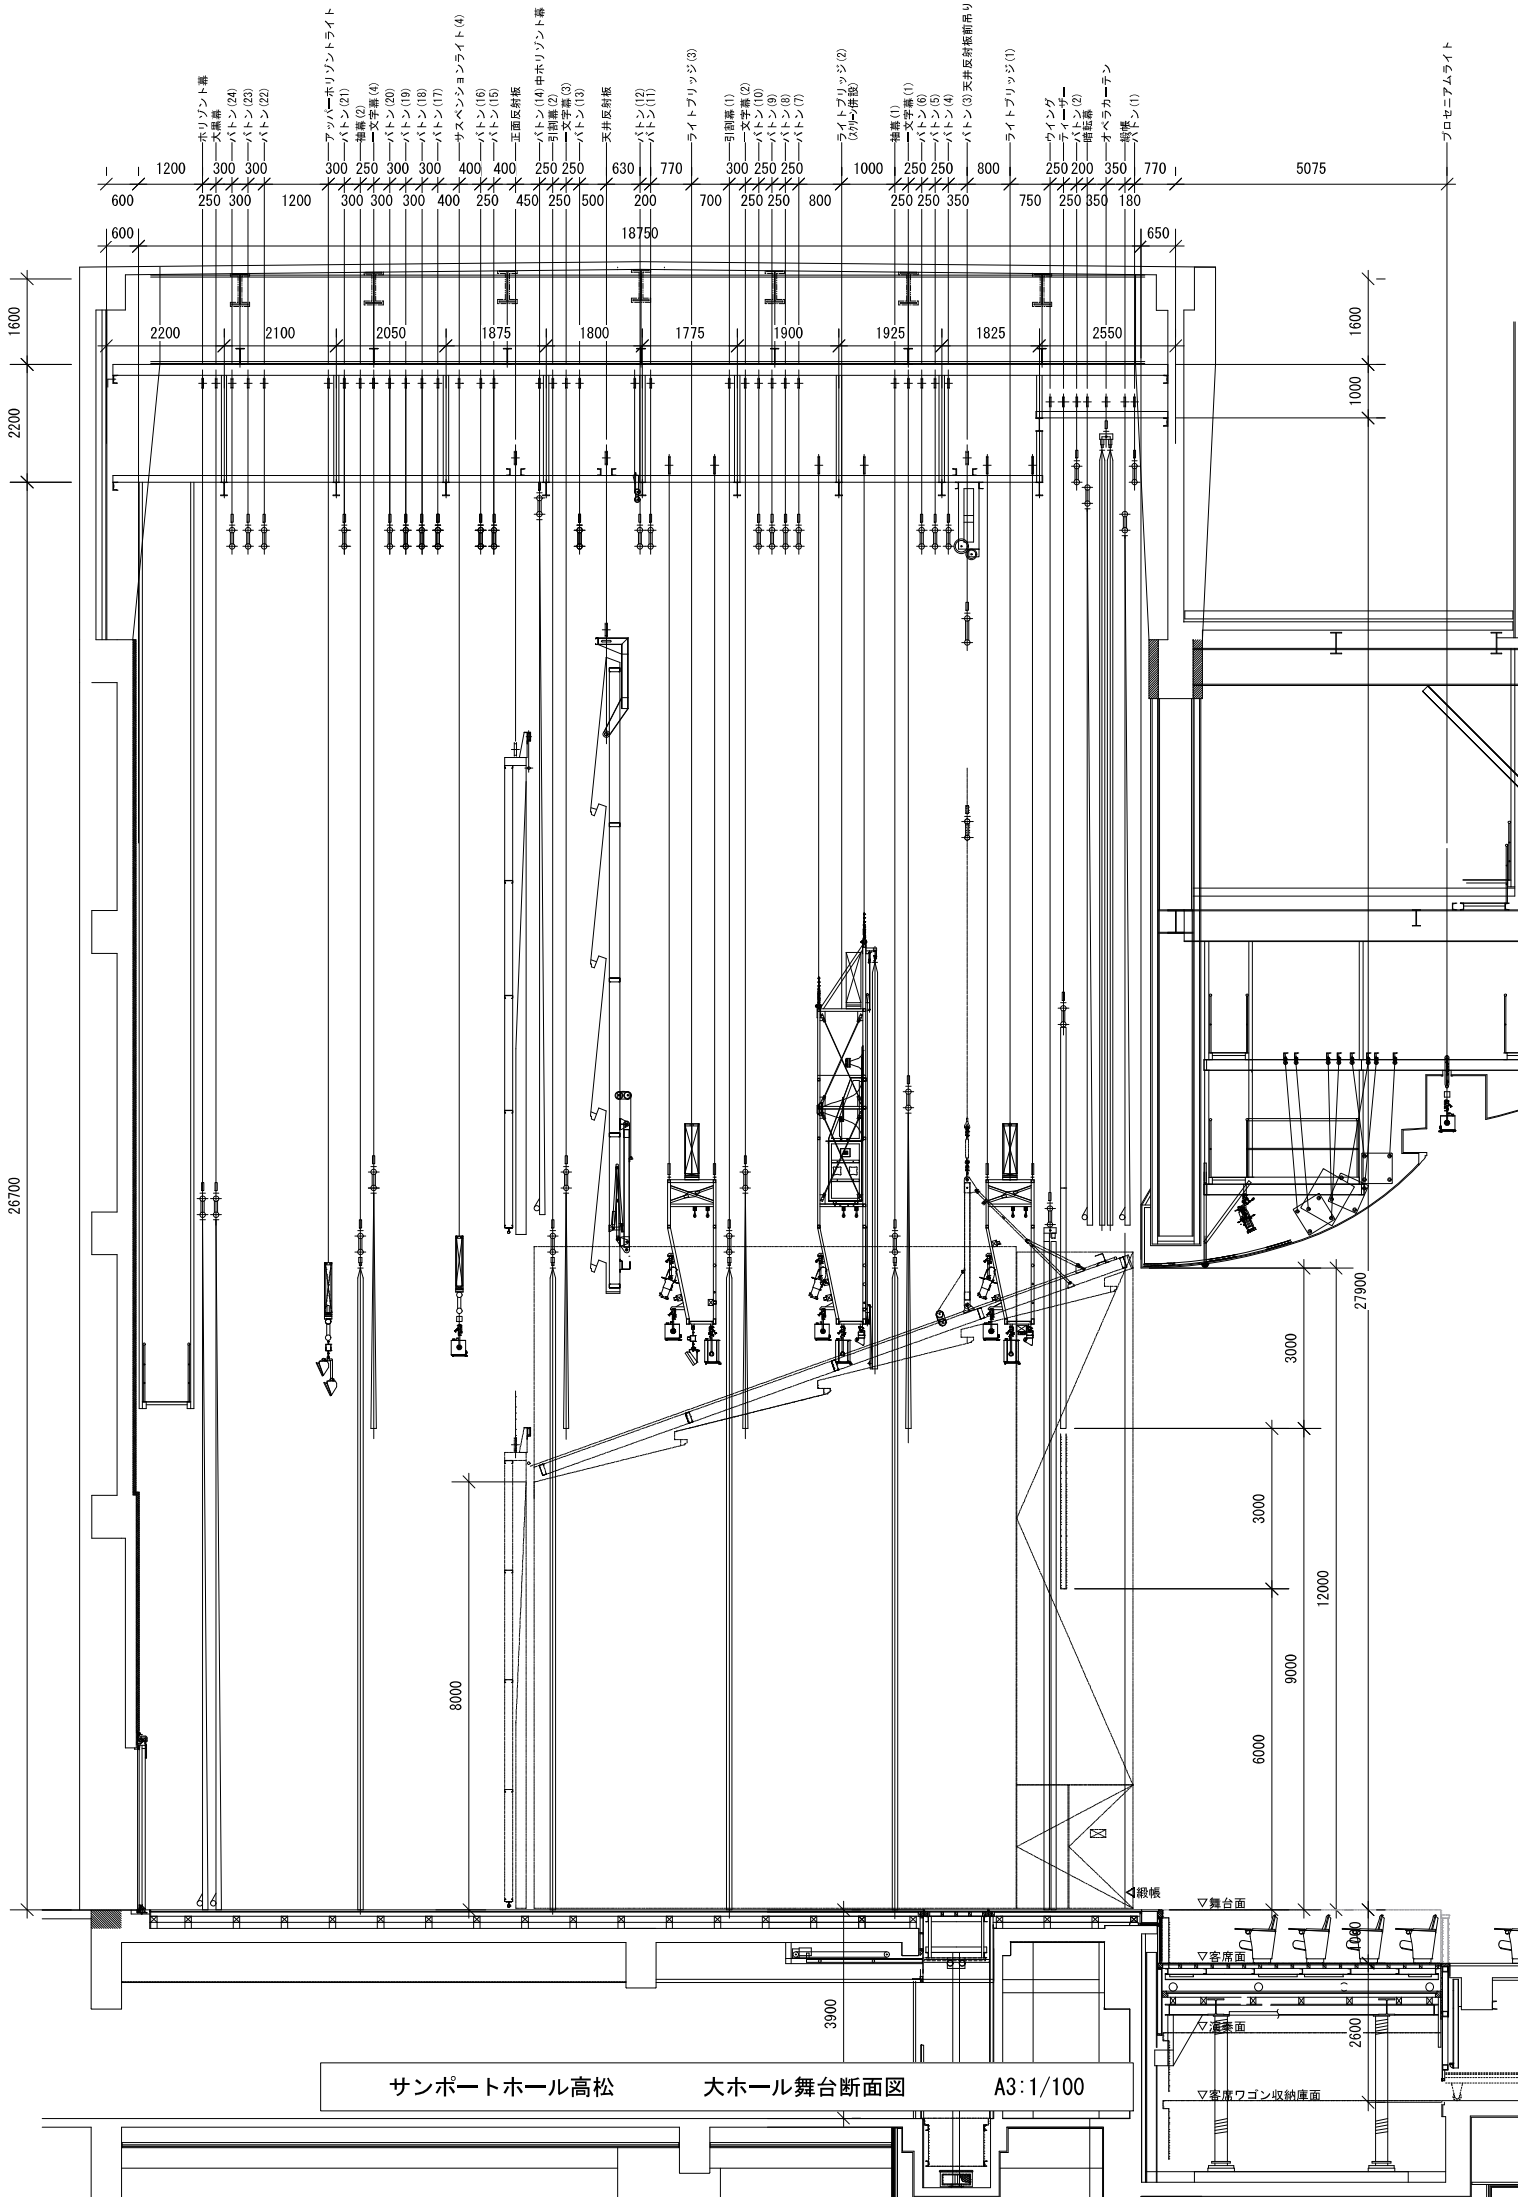 ホリゾント幕
大黒幕
バトン(24)
バトン(23)
バトン(22)
アッパーホリゾントライト
バトン(21)
袖幕(2)
一文字幕(4)
バトン(20)
バトン(19)
バトン(18)
バトン(17)
サスペンションライト(4)
バトン(16)
バトン(15)
正面反射板
バトン(14)中ホリゾント幕
引割幕(2)
一文字幕(3)
バトン(13)
天井反射板
バトン(12)
バトン(11)
ライトブリッジ(3)
引割幕(1)
一文字幕(2)
バトン(10)
バトン(9)
バトン(8)
バトン(7)
ライトブリッジ(2)
(スクリーン併設)
袖幕(1)
一文字幕(1)
バトン(6)
バトン(5)
バトン(4)
バトン(3)天井反射板前吊り
ライトブリッジ(1)
ウイング
ティーザー
バトン(2)
暗転幕
オペラカーテン
緞帳
バトン(1)
プロセニアムライト
1200 300 300 300 250 300 300 300 400 400 250 250 630 770 300 250 250 1000 250 250 800 250 200 350 770 5075
600 250 300 1200 300 300 300 400 250 450 250 500 200 700 250 250 800 250 250 350 750 250 350 180
600 18750 650
1600 1600
2200 2100 2050 1875 1800 1775 1900 1925 1825 2550
2200 1000
26700
27900
3000
3000
12000
9000
8000
6000
◁緞帳
▽舞台面
1000
▽客席面
3900
▽演奏面
2600
▽客席ワゴン収納庫面
サンポートホール高松 大ホール舞台断面図 A3:1/100